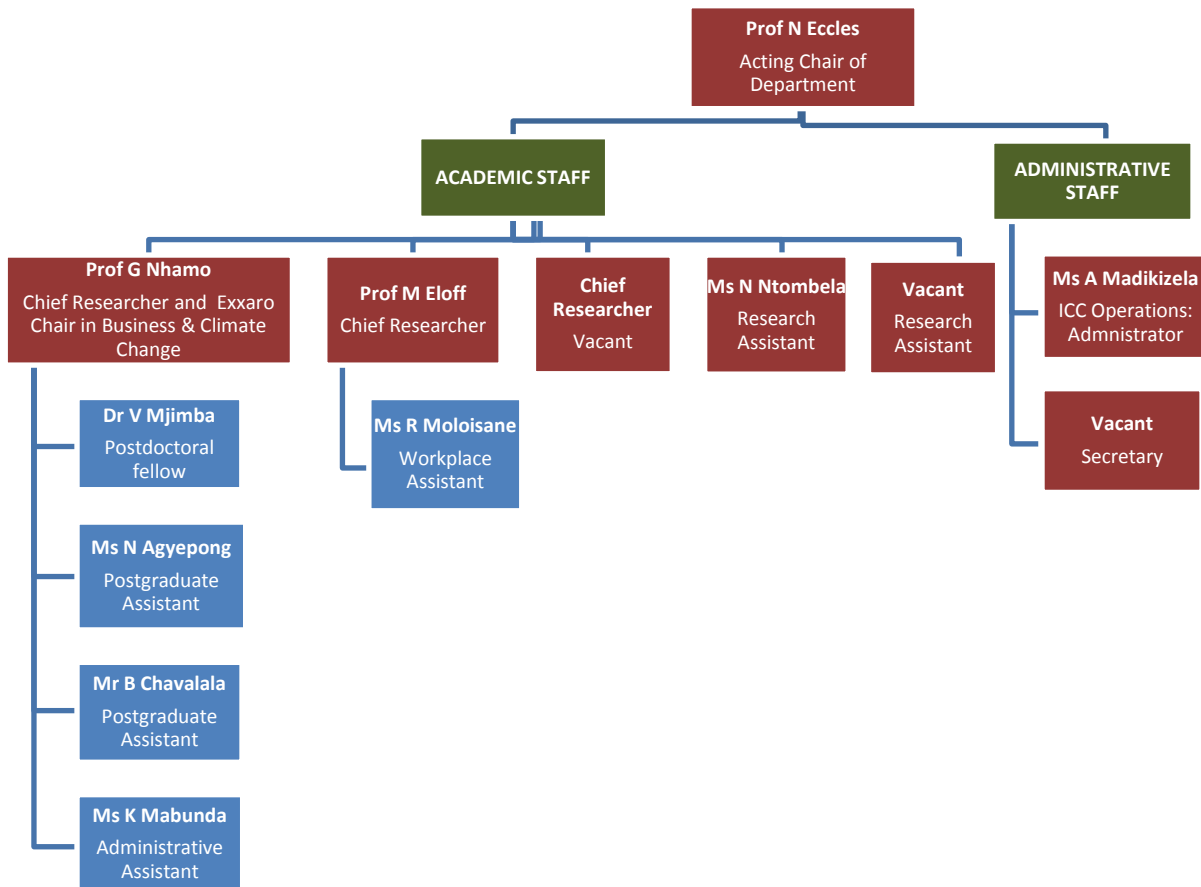 Prof N Eccles
Acting Chair of
Department
ACADEMIC STAFF
ADMINISTRATIVE
STAFF
Prof G Nhamo
Chief Researcher and Exxaro
Chair in Business & Climate
Change
Prof M Eloff
Chief Researcher
Chief
Researcher
Vacant
Ms N Ntombela
Research
Assistant
Vacant
Research
Assistant
Ms A Madikizela
ICC Operations:
Admnistrator
Dr V Mjimba
Postdoctoral
fellow
Ms R Moloisane
Workplace
Assistant
Vacant
Secretary
Ms N Agyepong
Postgraduate
Assistant
Mr B Chavalala
Postgraduate
Assistant
Ms K Mabunda
Administrative
Assistant